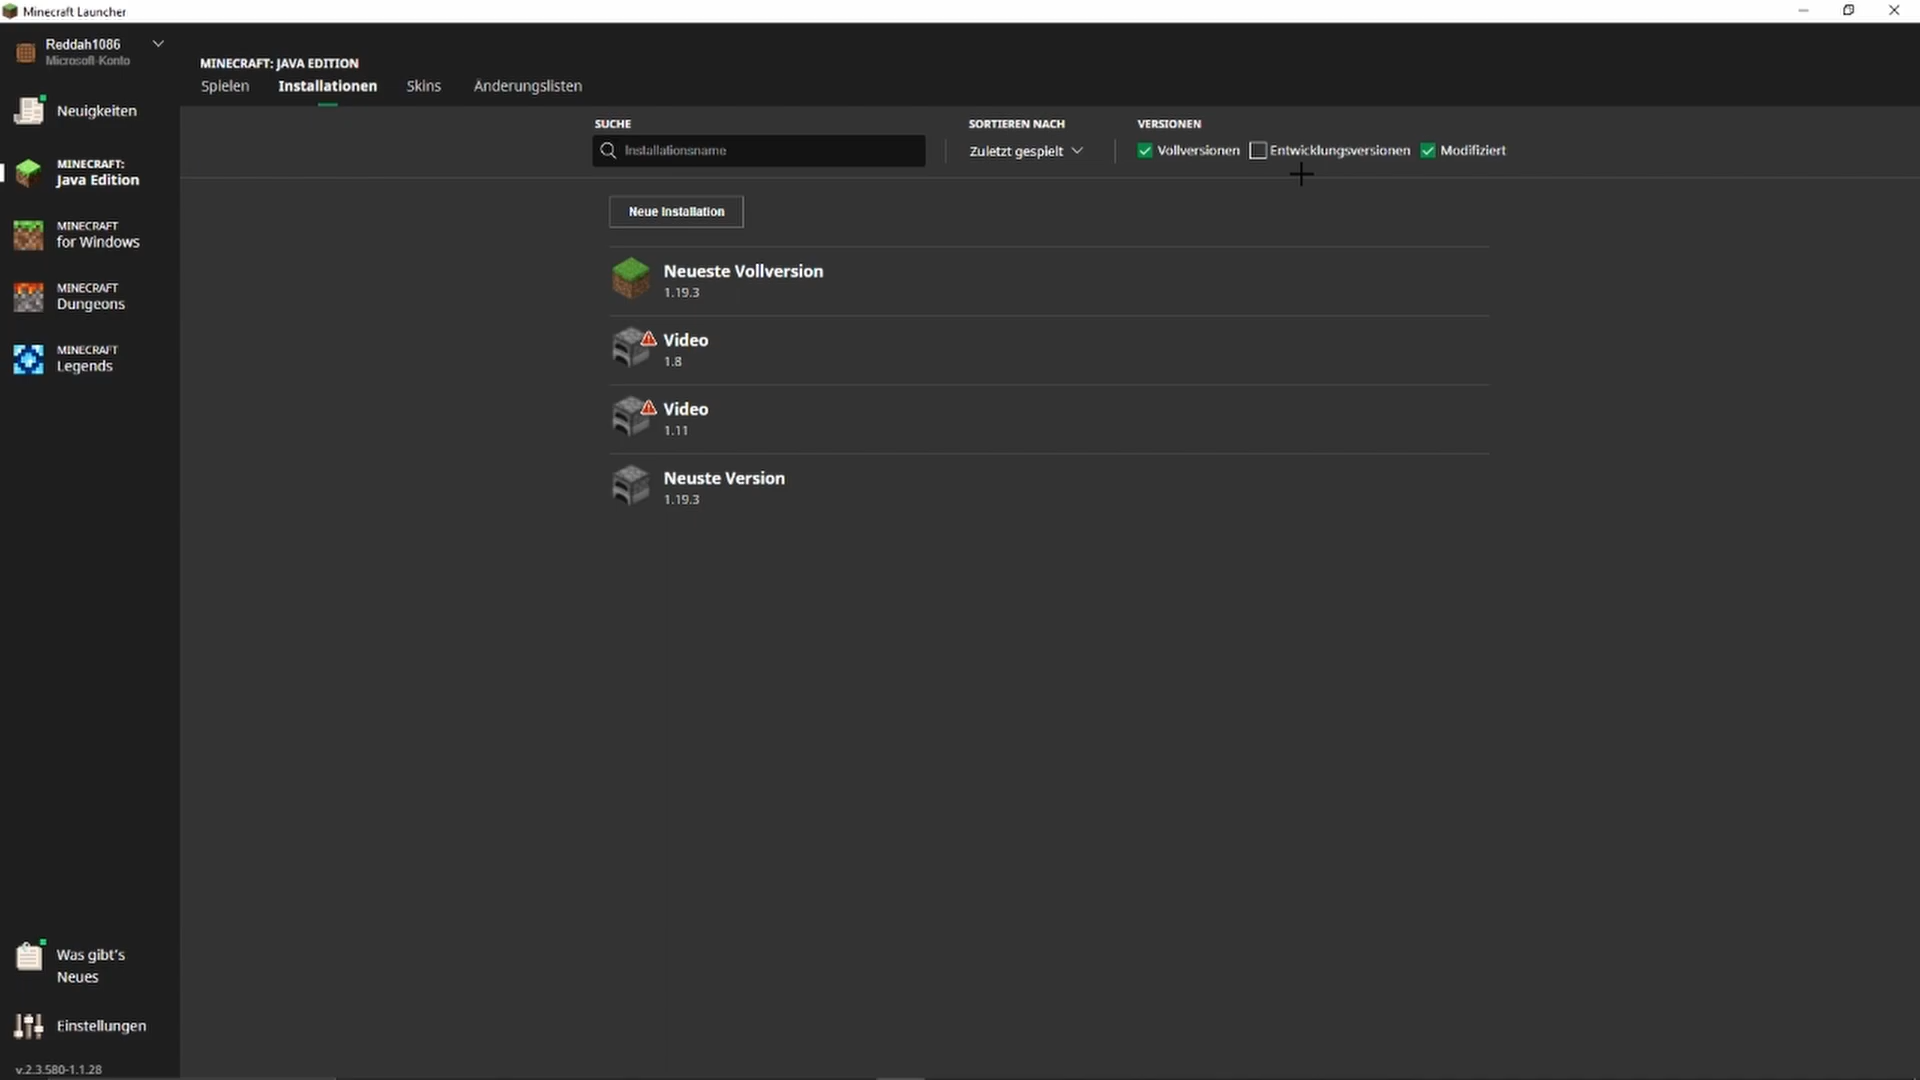 Minecraft Launcher
Reddah1086
Microsoft-Konto
Neuigkeiten
MINECRAFT:
Java Edition
MINECRAFT
for Windows
MINECRAFT
Dungeons
MINECRAFT
Legends
Was gibt's
Neues
Einstellungen
v.2.3.580-1.1.28
MINECRAFT: JAVA EDITION
Spielen Installationen Skins Änderungslisten
SUCHE
Installationsname
SORTIEREN NACH
Zuletzt gespielt
VERSIONEN
Vollversionen Entwicklungsversionen Modifiziert
Neue Installation
Neueste Vollversion
1.19.3
Video
1.8
Video
1.11
Neuste Version
1.19.3